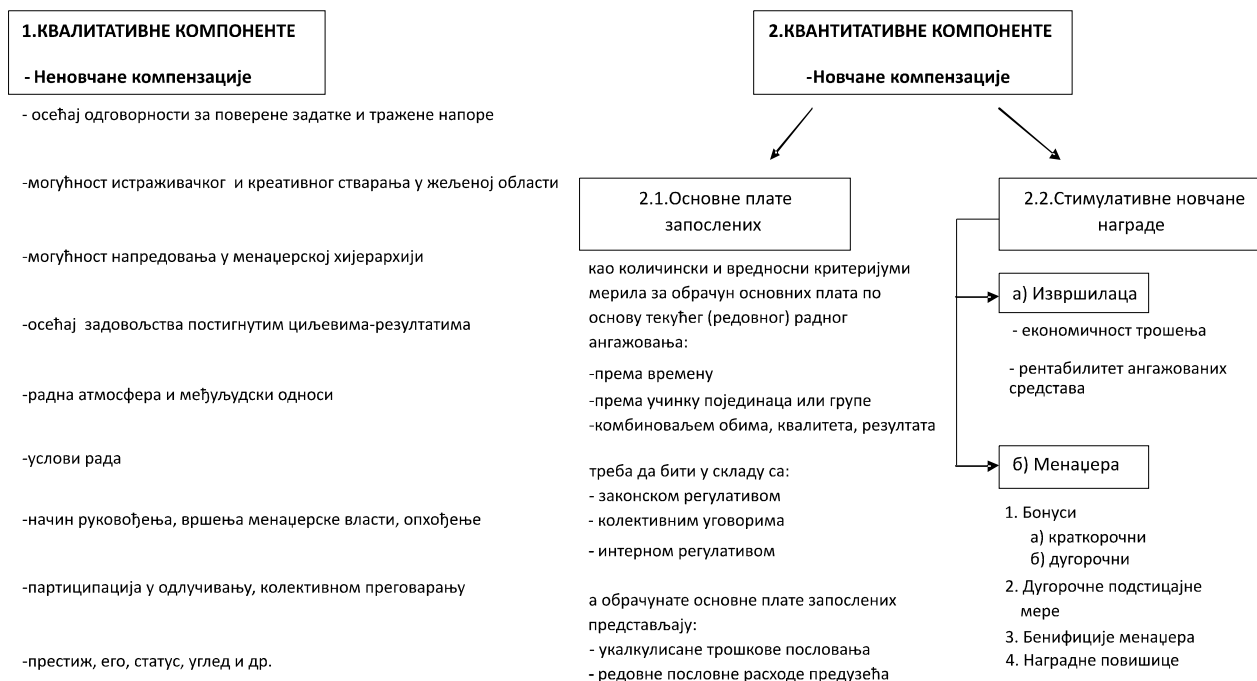 1.КВАЛИТАТИВНЕ КОМПОНЕНТЕ
- Неновчане компензације
- осећај одговорности за поверене задатке и тражене напоре
-могућност истраживачког и креативног стварања у жељеној области
-могућност напредовања у менаџерској хијерархији
-осећај задовољства постигнутим циљевима-резултатима
-радна атмосфера и међуљудски односи
-услови рада
-начин руковођења, вршења менаџерске власти, опхођење
-партиципација у одлучивању, колективном преговарању
-престиж, его, статус, углед и др.
2.КВАНТИТАТИВНЕ КОМПОНЕНТЕ
-Новчане компензације
2.1.Основне плате
запослених
као количински и вредносни критеријуми
мерила за обрачун основних плата по
основу текућег (редовног) радног
ангажовања:
-према времену
-према учинку појединаца или групе
-комбиноваљем обима, квалитета, резултата
треба да бити у складу са:
- законском регулативом
- колективним уговорима
- интерном регулативом
а обрачунате основне плате запослених
представљају:
- укалкулисане трошкове пословања
- редовне пословне расходе предузећа
2.2.Стимулативне новчане
награде
а) Извршилаца
- економичност трошења
- рентабилитет ангажованих
средстава
б) Менаџера
1. Бонуси
а) краткорочни
б) дугорочни
2. Дугорочне подстицајне
мере
3. Бенифиције менаџера
4. Наградне повишице